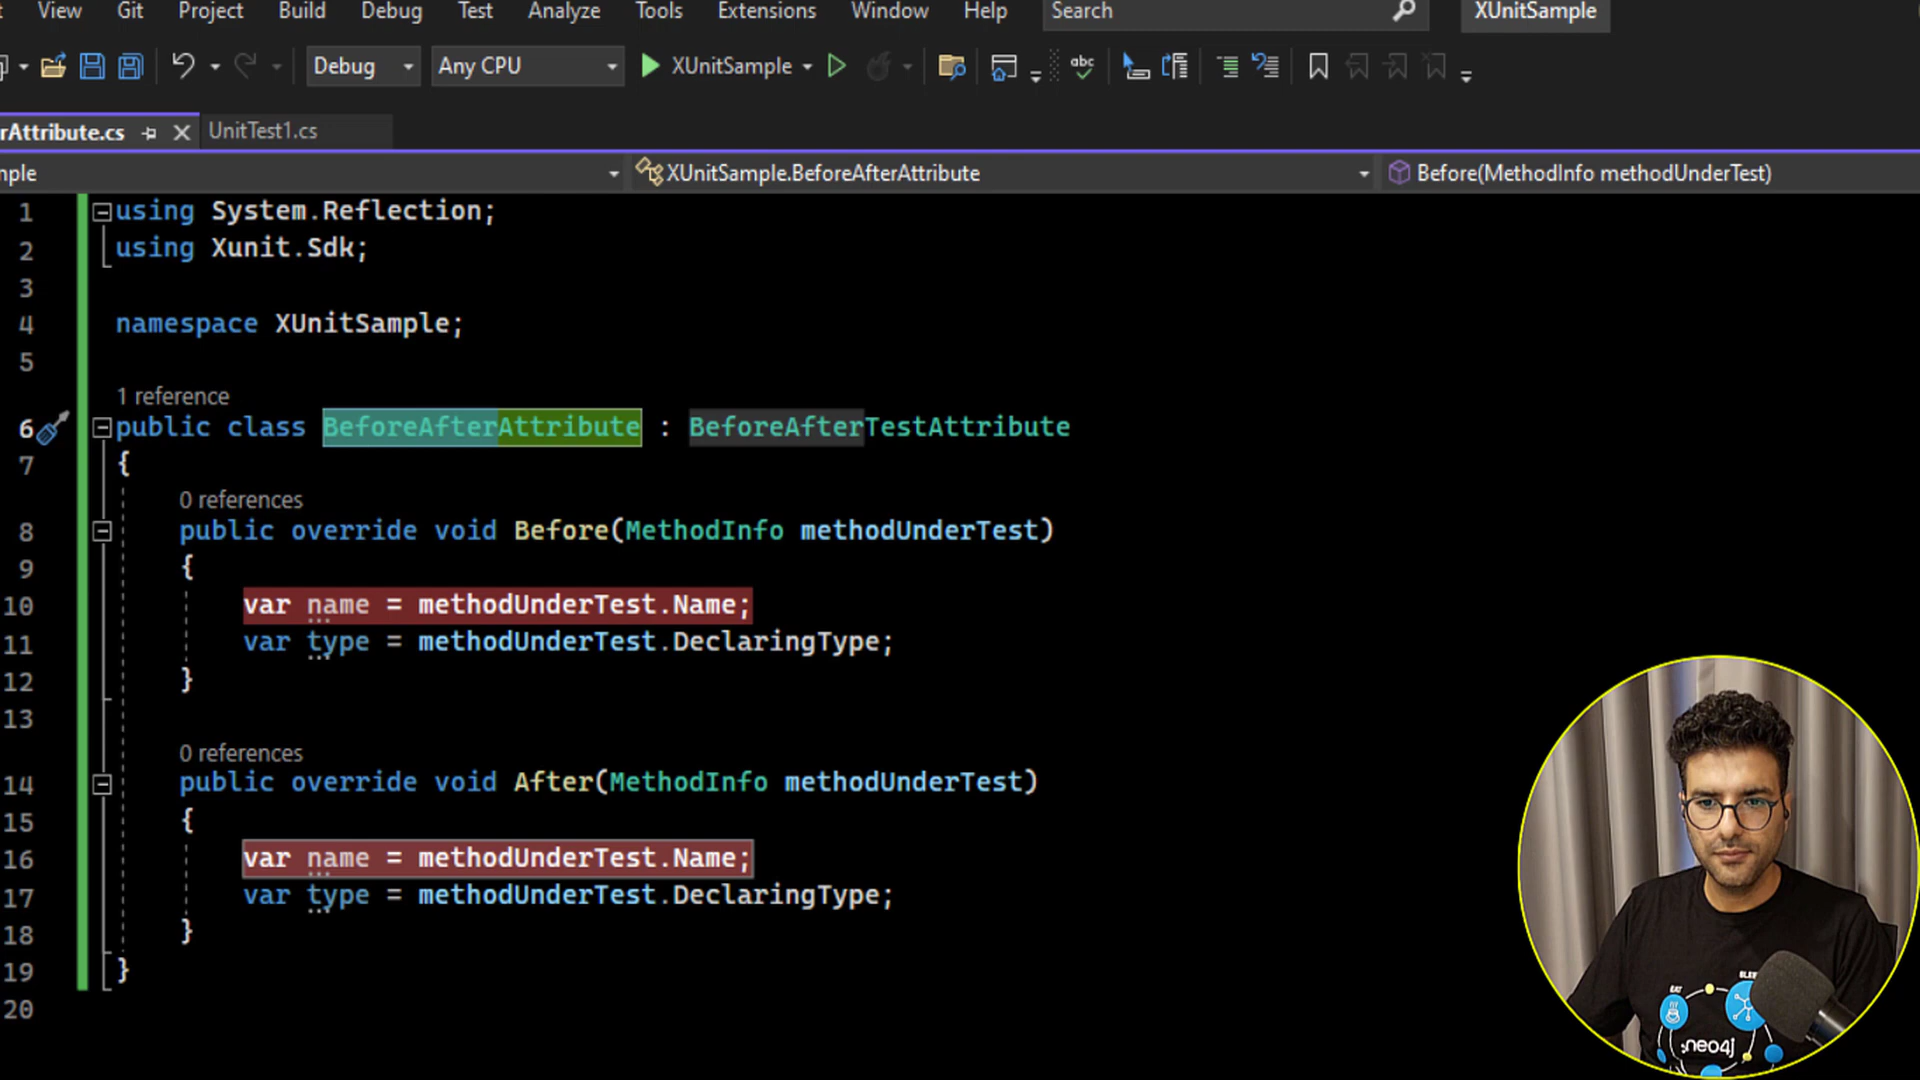 View Git Project Build Debug Test Analyze Tools Extensions Window Help Search XUnitSample
Debug Any CPU XUnitSample abc
rAttribute.cs UnitTest1.cs
mple XUnitSample.BeforeAfterAttribute Before(MethodInfo methodUnderTest)
1 using System.Reflection;
2 using Xunit.Sdk;
3
4 namespace XUnitSample;
5
1 reference
6 public class BeforeAfterAttribute : BeforeAfterTestAttribute
7 {
0 references
8 public override void Before(MethodInfo methodUnderTest)
9 {
10 var name = methodUnderTest.Name;
11 var type = methodUnderTest.DeclaringType;
12 }
13
0 references
14 public override void After(MethodInfo methodUnderTest)
15 {
16 var name = methodUnderTest.Name;
17 var type = methodUnderTest.DeclaringType;
18 }
19 }
20
EAT
:neo4j